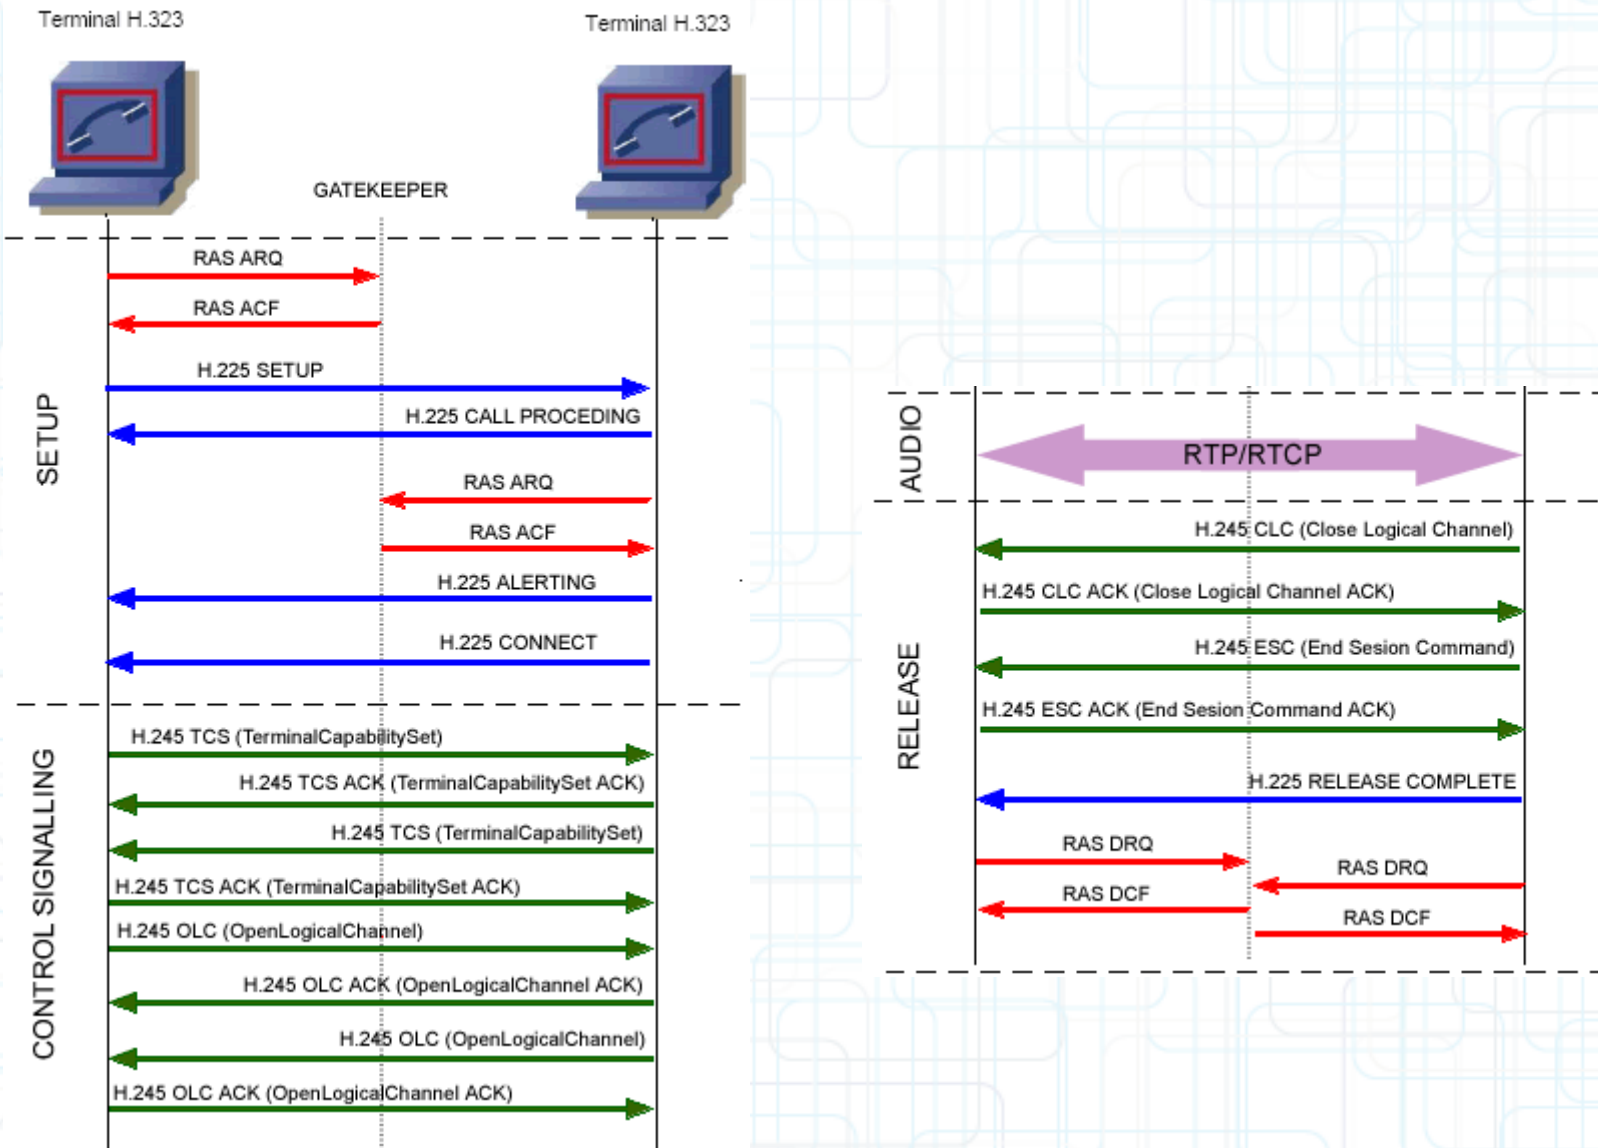 Terminal H.323
Terminal H.323
GATEKEEPER
SETUP
RAS ARQ
RAS ACF
H.225 SETUP
H.225 CALL PROCEDING
RAS ARQ
RAS ACF
H.225 ALERTING
H.225 CONNECT
CONTROL SIGNALLING
H.245 TCS (TerminalCapabilitySet)
H.245 TCS ACK (TerminalCapabilitySet ACK)
H.245 TCS (TerminalCapabilitySet)
H.245 TCS ACK (TerminalCapabilitySet ACK)
H.245 OLC (OpenLogicalChannel)
H.245 OLC ACK (OpenLogicalChannel ACK)
H.245 OLC (OpenLogicalChannel)
H.245 OLC ACK (OpenLogicalChannel ACK)
AUDIO
RTP/RTCP
RELEASE
H.245 CLC (Close Logical Channel)
H.245 CLC ACK (Close Logical Channel ACK)
H.245 ESC (End Sesion Command)
H.245 ESC ACK (End Sesion Command ACK)
H.225 RELEASE COMPLETE
RAS DRQ
RAS DRQ
RAS DCF
RAS DCF